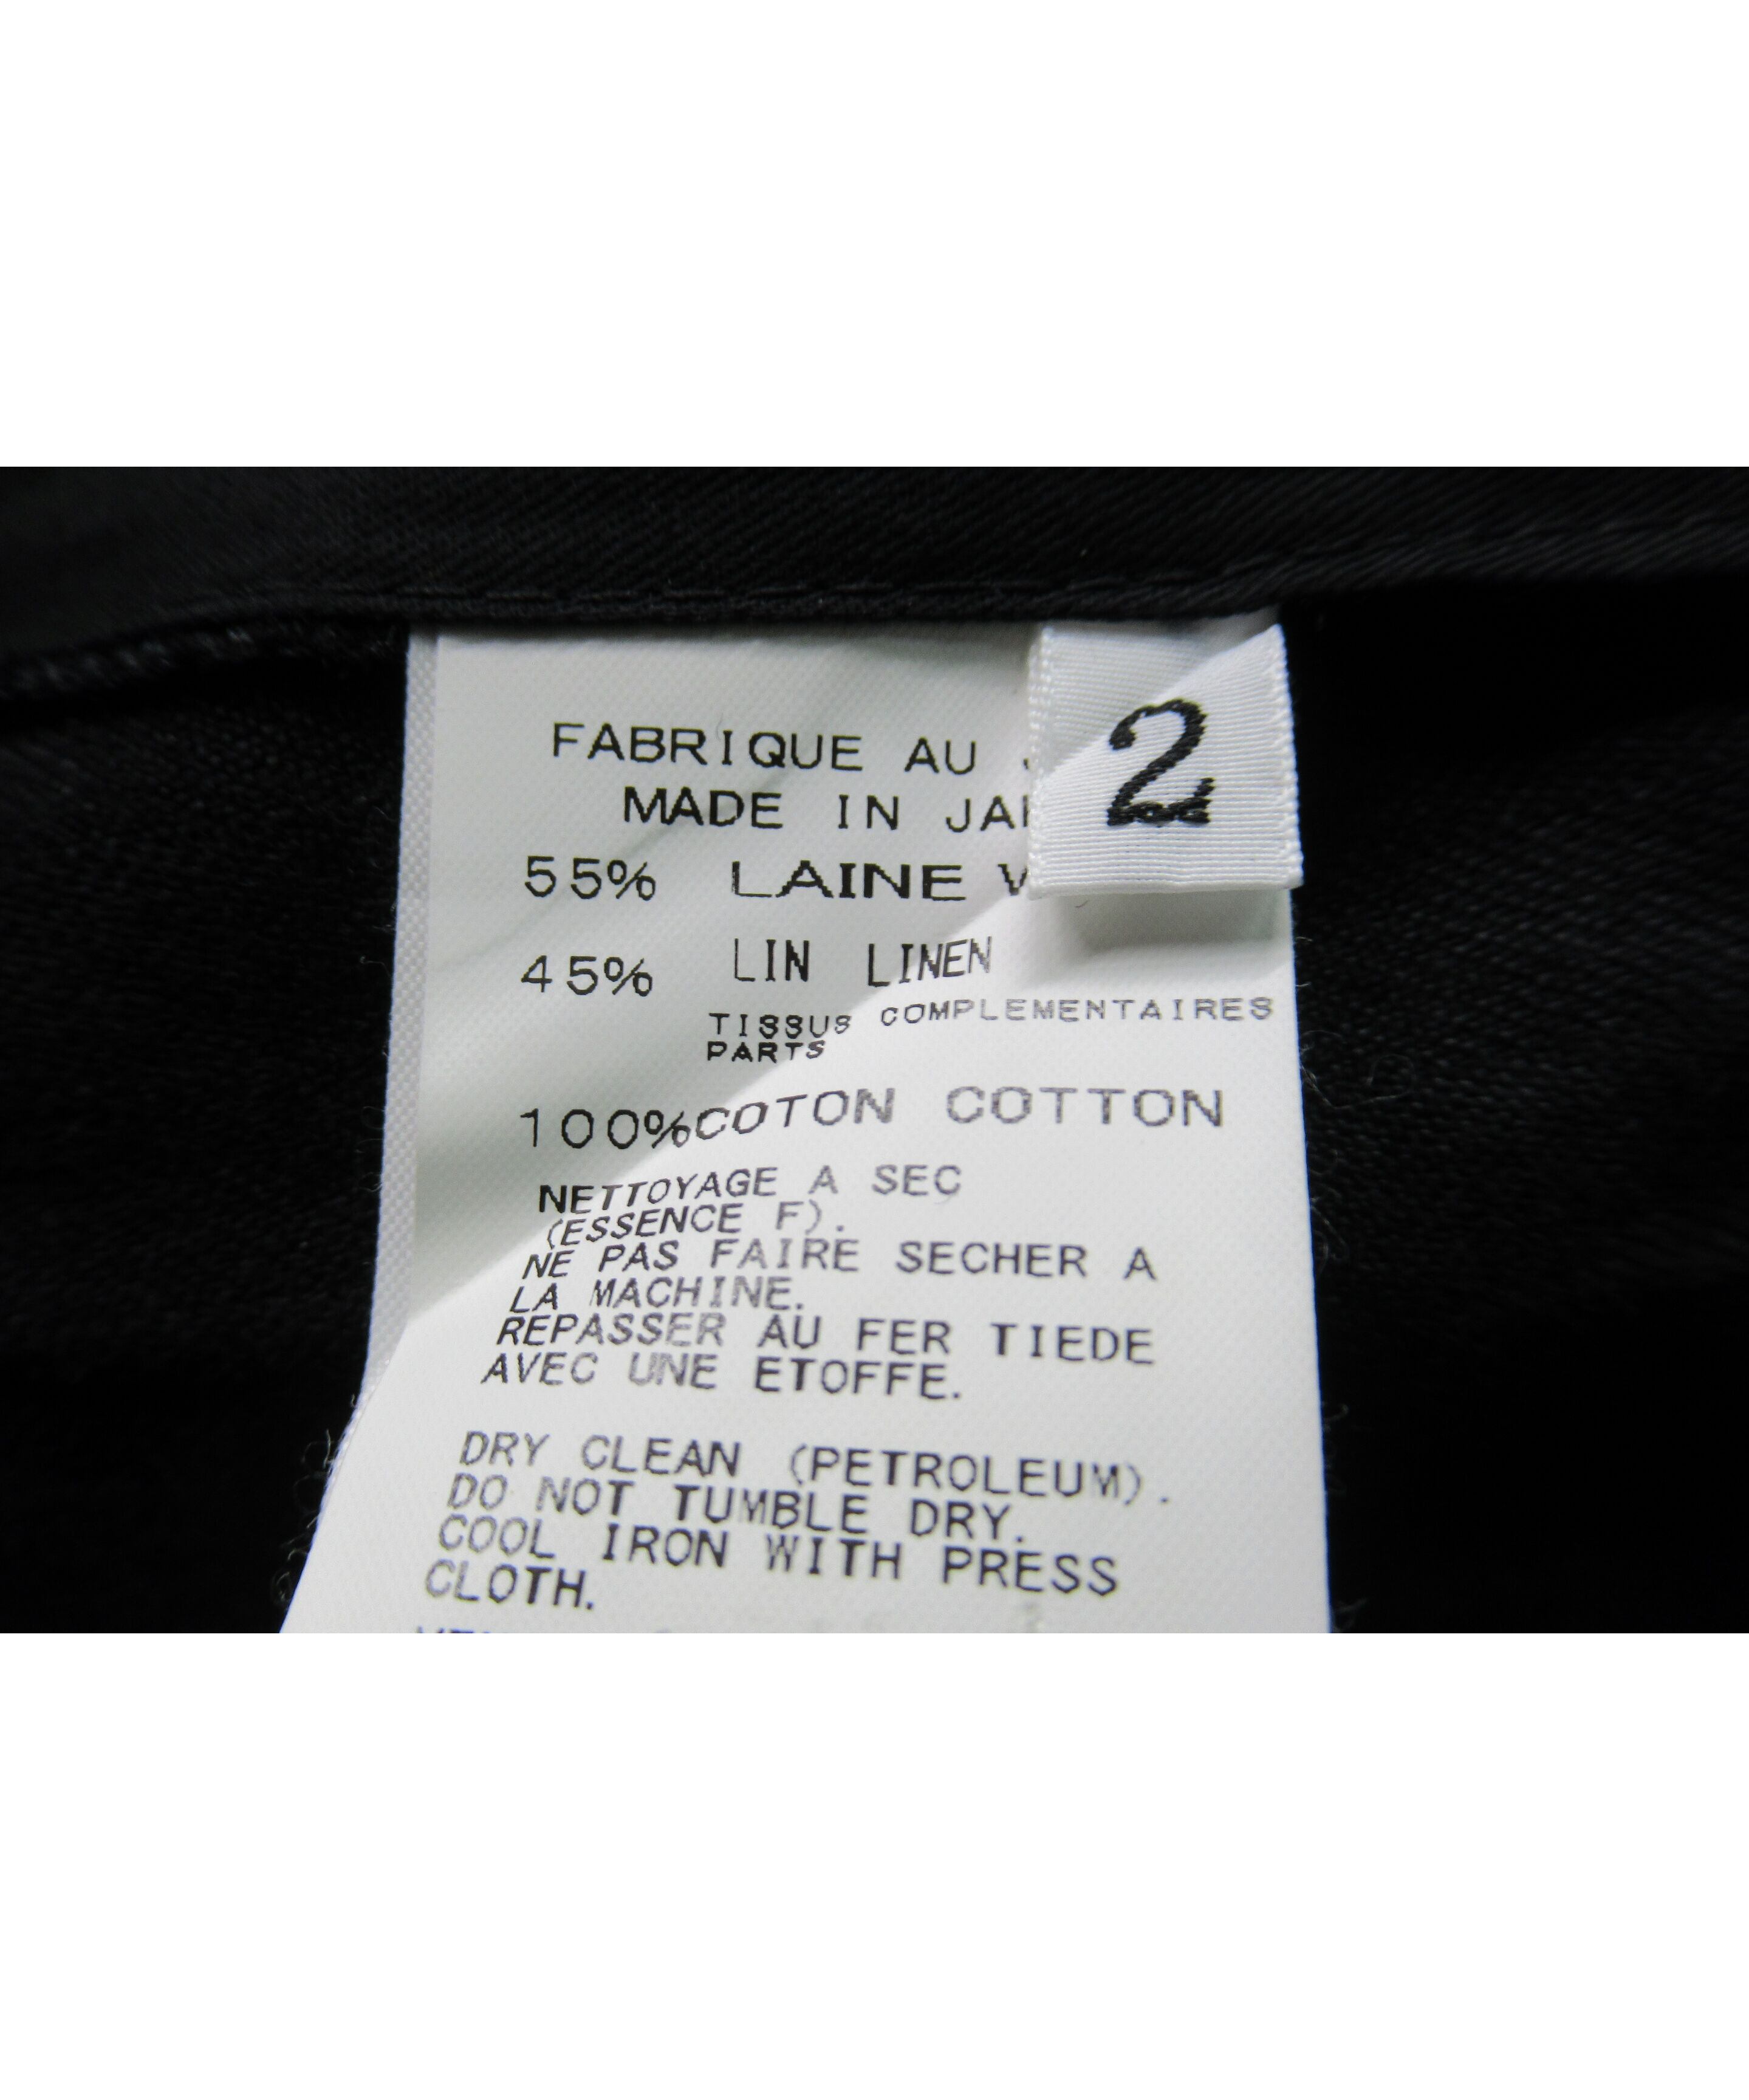 2
FABRIQUE AU
MADE IN
55% LAINE
45% LIN LINEN
TISSUS COMPLEMENTAIRES
PARTS
100%COTON COTTON
NETTOYAGE A SEC
(ESSENCE F).
NE PAS FAIRE SECHER A
LA MACHINE.
REPASSER AU FER TIEDE
AVEC UNE ETOFFE.
DRY CLEAN (PETROLEUM).
DO NOT TUMBLE DRY.
COOL IRON WITH PRESS
CLOTH.